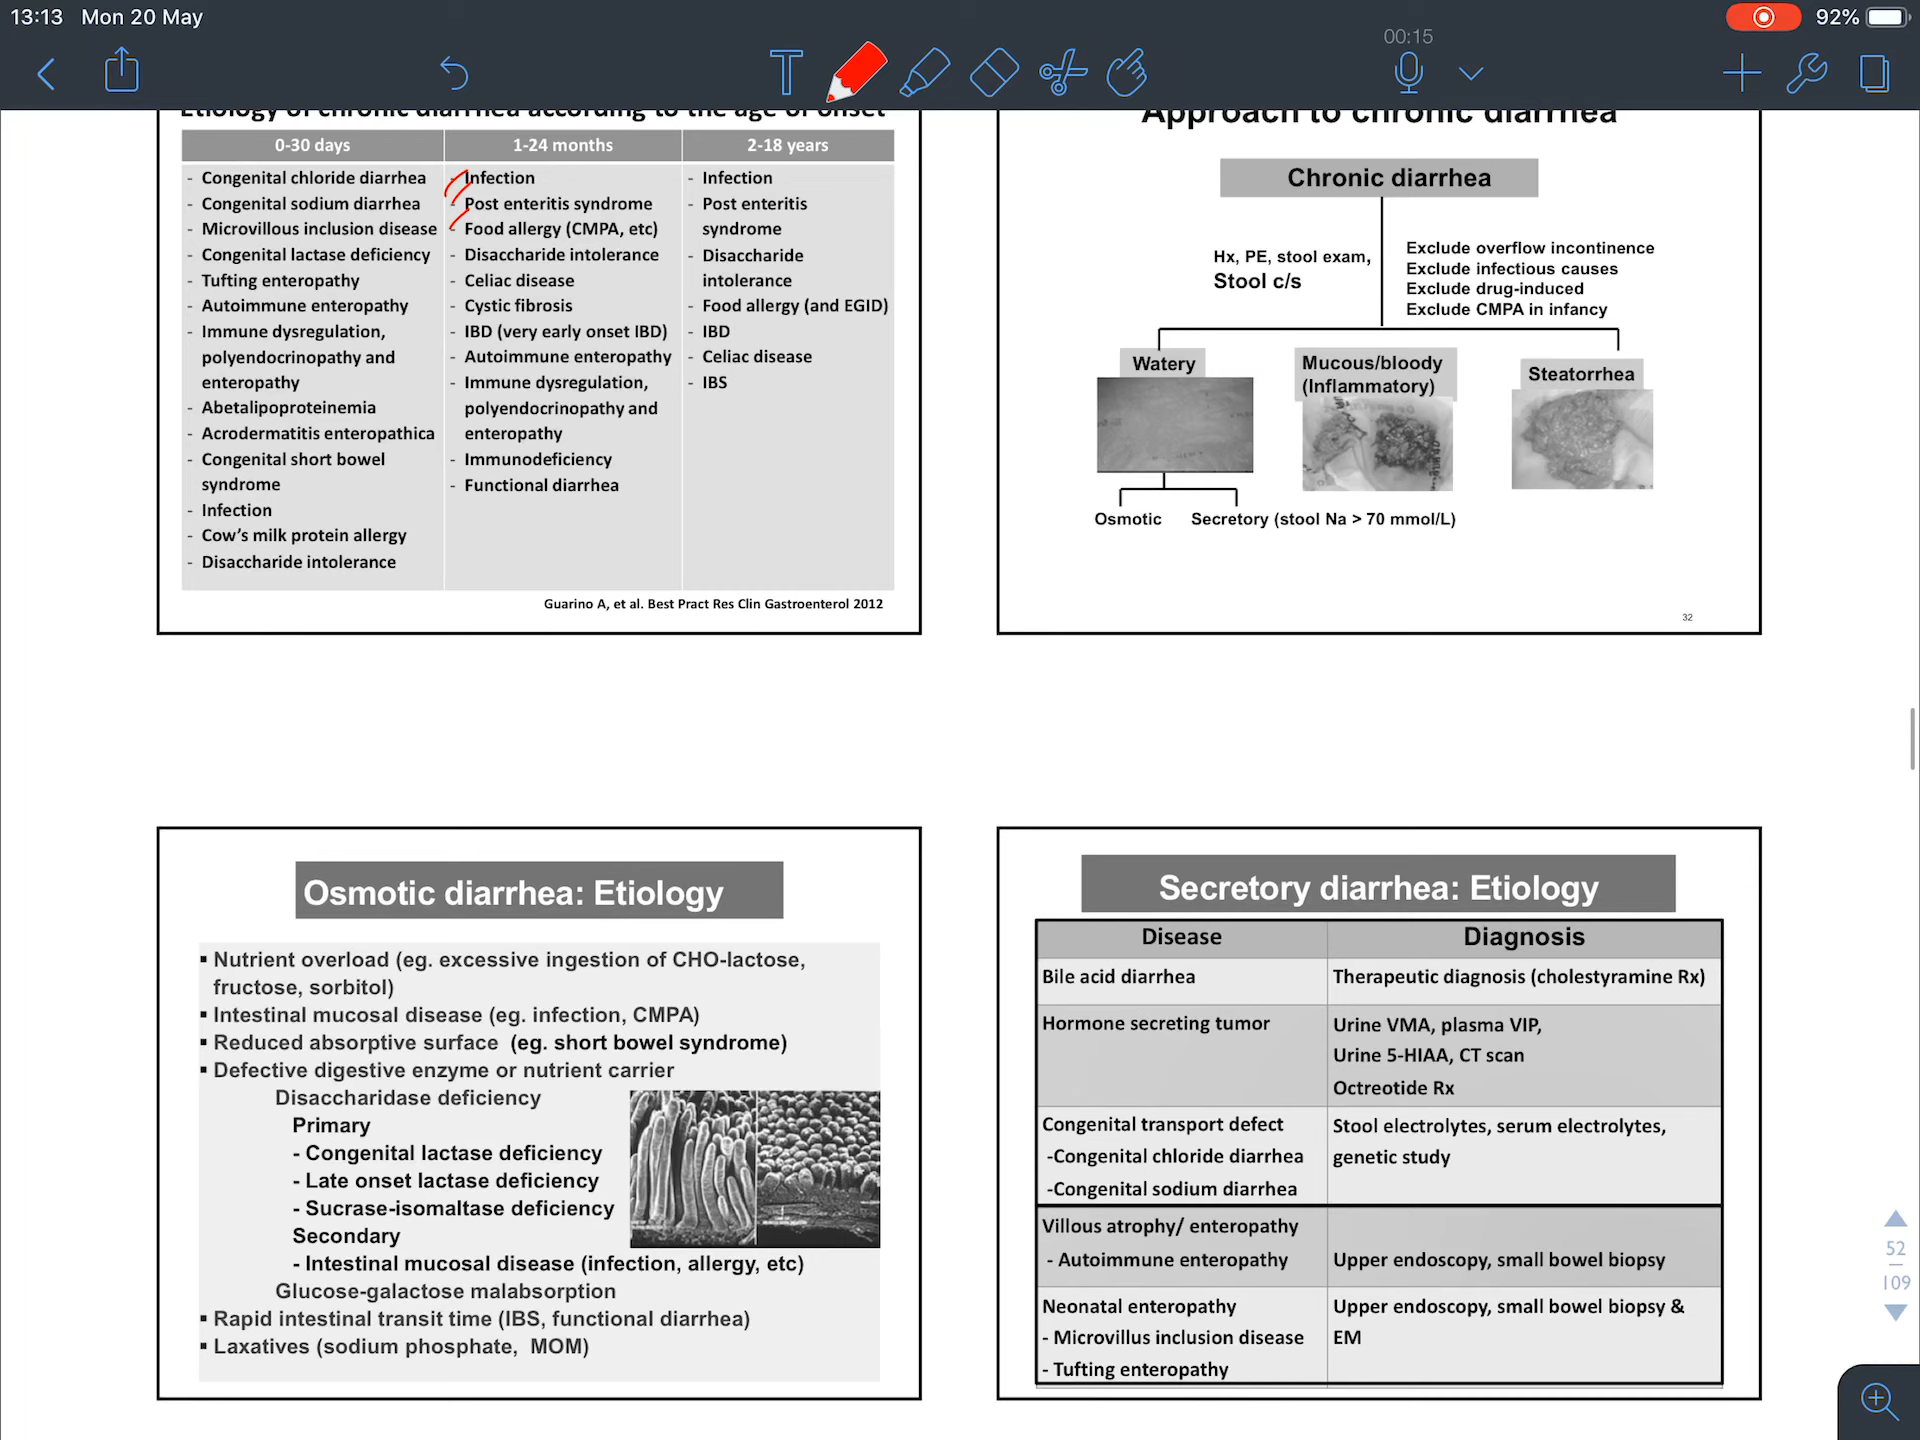 13:13 Mon 20 May
92%
00:15
Etiology of chronic diarrhea according to the age of onset
0-30 days
- Congenital chloride diarrhea
- Congenital sodium diarrhea
- Microvillous inclusion disease
- Congenital lactase deficiency
- Tufting enteropathy
- Autoimmune enteropathy
- Immune dysregulation,
polyendocrinopathy and
enteropathy
- Abetalipoproteinemia
- Acrodermatitis enteropathica
- Congenital short bowel
syndrome
- Infection
- Cow's milk protein allergy
- Disaccharide intolerance
1-24 months
- Infection
- Post enteritis syndrome
- Food allergy (CMPA, etc)
- Disaccharide intolerance
- Celiac disease
- Cystic fibrosis
- IBD (very early onset IBD)
- Autoimmune enteropathy
- Immune dysregulation,
polyendocrinopathy and
enteropathy
- Immunodeficiency
- Functional diarrhea
2-18 years
- Infection
- Post enteritis
syndrome
- Disaccharide
intolerance
- Food allergy (and EGID)
- IBD
- Celiac disease
- IBS
Guarino A, et al. Best Pract Res Clin Gastroenterol 2012
Approach to chronic diarrhea
Chronic diarrhea
Hx, PE, stool exam,
Stool c/s
Exclude overflow incontinence
Exclude infectious causes
Exclude drug-induced
Exclude CMPA in infancy
Watery
Mucous/bloody
(Inflammatory)
Steatorrhea
Osmotic
Secretory (stool Na > 70 mmol/L)
32
Osmotic diarrhea: Etiology
▪ Nutrient overload (eg. excessive ingestion of CHO-lactose,
fructose, sorbitol)
▪ Intestinal mucosal disease (eg. infection, CMPA)
▪ Reduced absorptive surface (eg. short bowel syndrome)
▪ Defective digestive enzyme or nutrient carrier
Disaccharidase deficiency
Primary
- Congenital lactase deficiency
- Late onset lactase deficiency
- Sucrase-isomaltase deficiency
Secondary
- Intestinal mucosal disease (infection, allergy, etc)
Glucose-galactose malabsorption
▪ Rapid intestinal transit time (IBS, functional diarrhea)
▪ Laxatives (sodium phosphate, MOM)
Secretory diarrhea: Etiology
Disease Diagnosis
Bile acid diarrhea Therapeutic diagnosis (cholestyramine Rx)
Hormone secreting tumor Urine VMA, plasma VIP,
Urine 5-HIAA, CT scan
Octreotide Rx
Congenital transport defect Stool electrolytes, serum electrolytes,
-Congenital chloride diarrhea genetic study
-Congenital sodium diarrhea
Villous atrophy/ enteropathy
- Autoimmune enteropathy Upper endoscopy, small bowel biopsy
Neonatal enteropathy Upper endoscopy, small bowel biopsy &
- Microvillus inclusion disease EM
- Tufting enteropathy
52
109